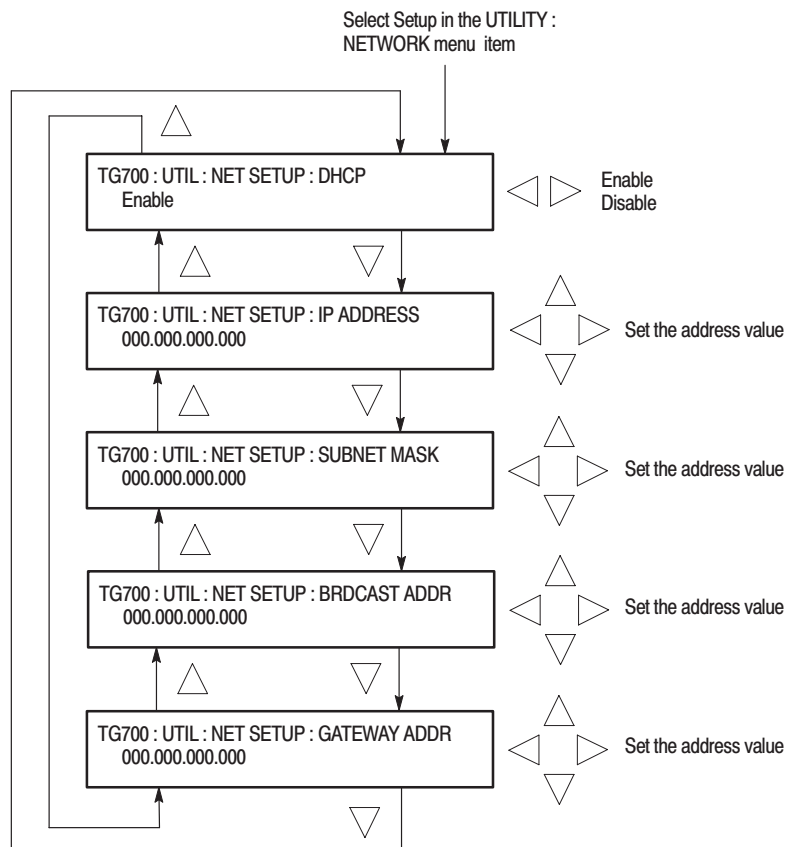 Select Setup in the UTILITY :
NETWORK menu item
TG700 : UTIL : NET SETUP : DHCP
Enable
Enable
Disable
TG700 : UTIL : NET SETUP : IP ADDRESS
000.000.000.000
Set the address value
TG700 : UTIL : NET SETUP : SUBNET MASK
000.000.000.000
Set the address value
TG700 : UTIL : NET SETUP : BRDCAST ADDR
000.000.000.000
Set the address value
TG700 : UTIL : NET SETUP : GATEWAY ADDR
000.000.000.000
Set the address value